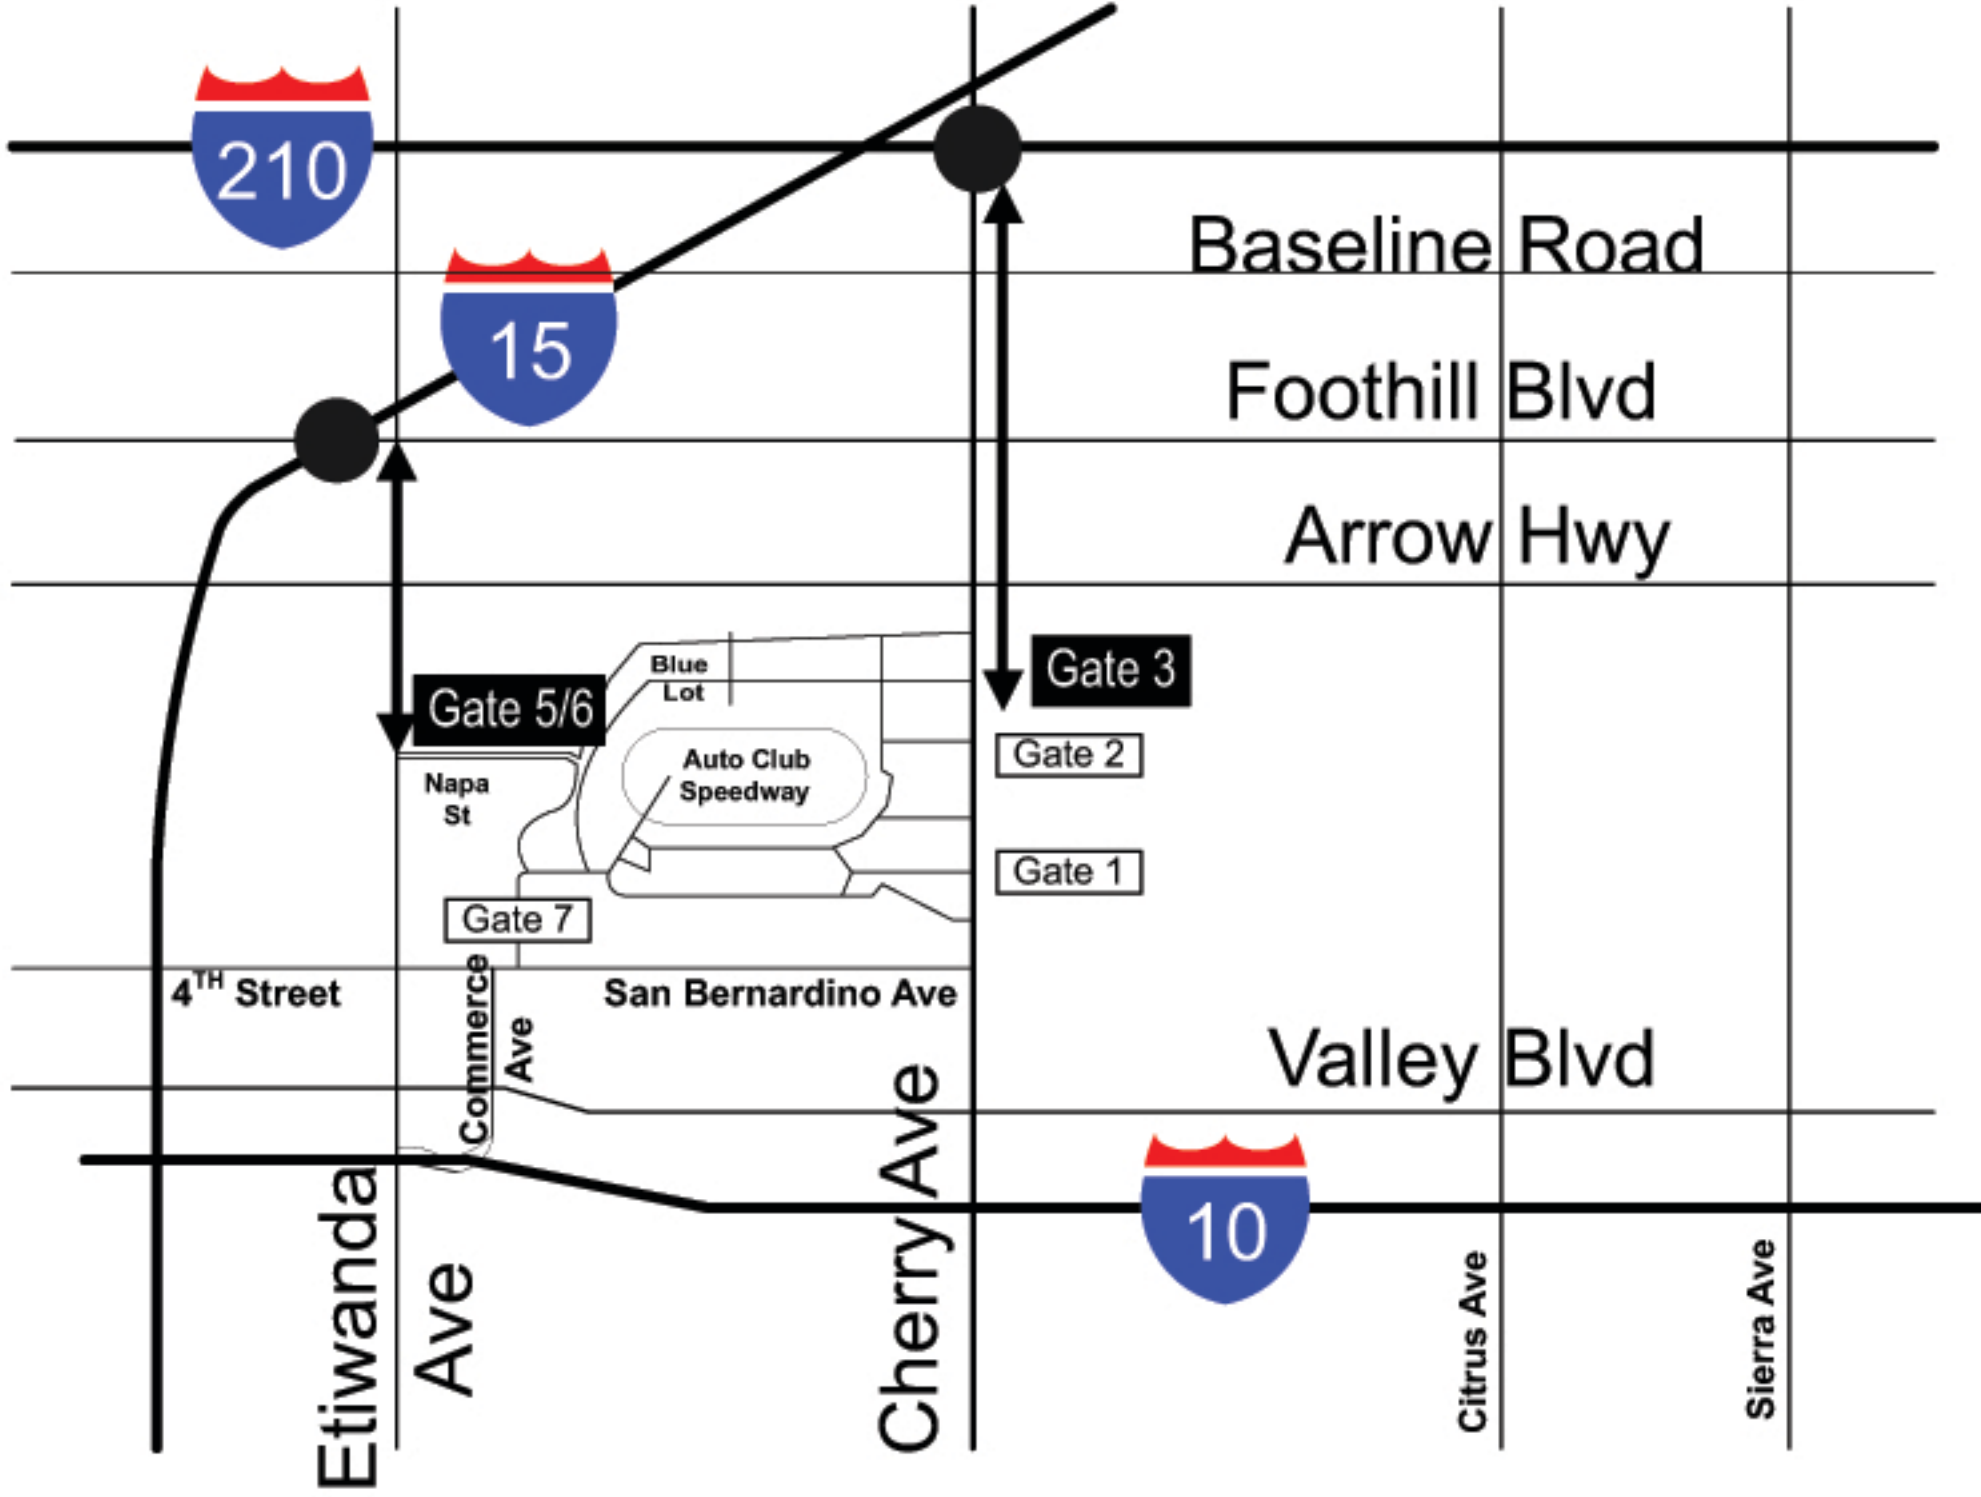 210
Baseline Road
15
Foothill Blvd
Arrow Hwy
Gate 3
Blue
Lot
Gate 5/6
Gate 2
Auto Club
Speedway
Napa
St
Gate 1
Gate 7
4TH Street
San Bernardino Ave
Commerce
Ave
Valley Blvd
10
Etiwanda
Ave
Cherry Ave
Citrus Ave
Sierra Ave